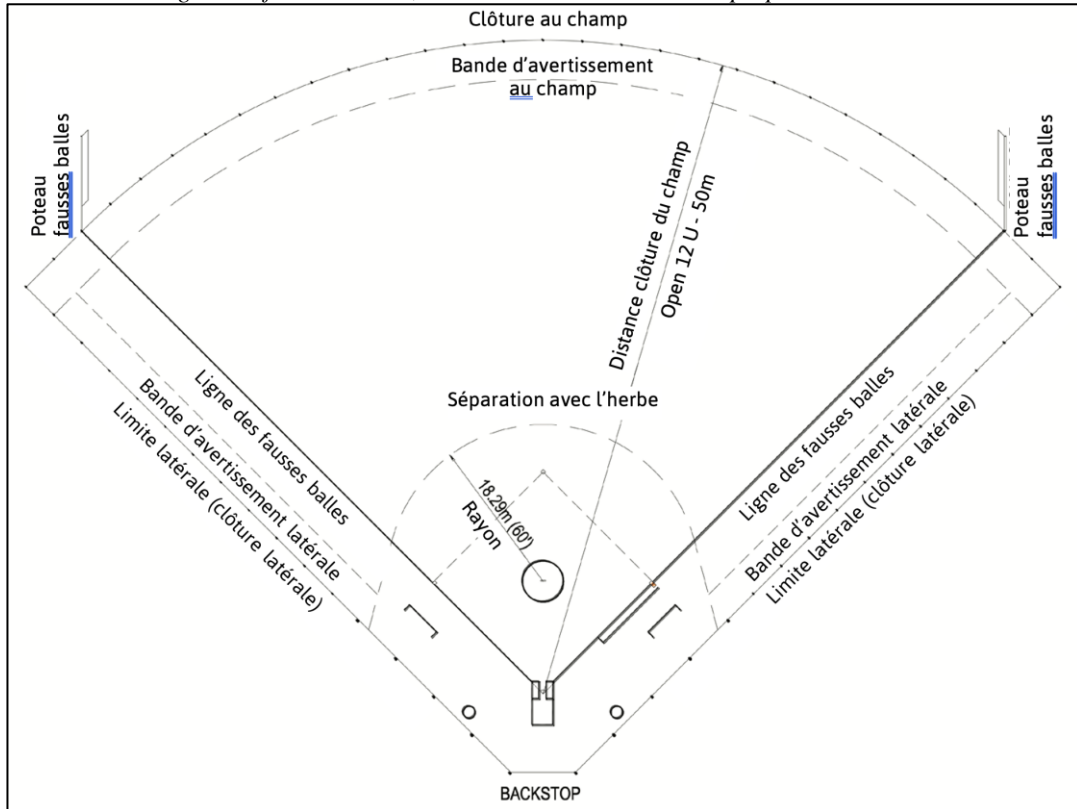 Clôture au champ
Bande d'avertissement
au champ
Poteau
fausses balles
Poteau
fausses balles
Distance clôture du champ
Open 12 U - 50m
Séparation avec l'herbe
Ligne des fausses balles
Bande d'avertissement latérale
Limite latérale (clôture latérale)
Ligne des fausses balles
Bande d'avertissement latérale
Limite latérale (clôture latérale)
18.29m (60')
Rayon
BACKSTOP